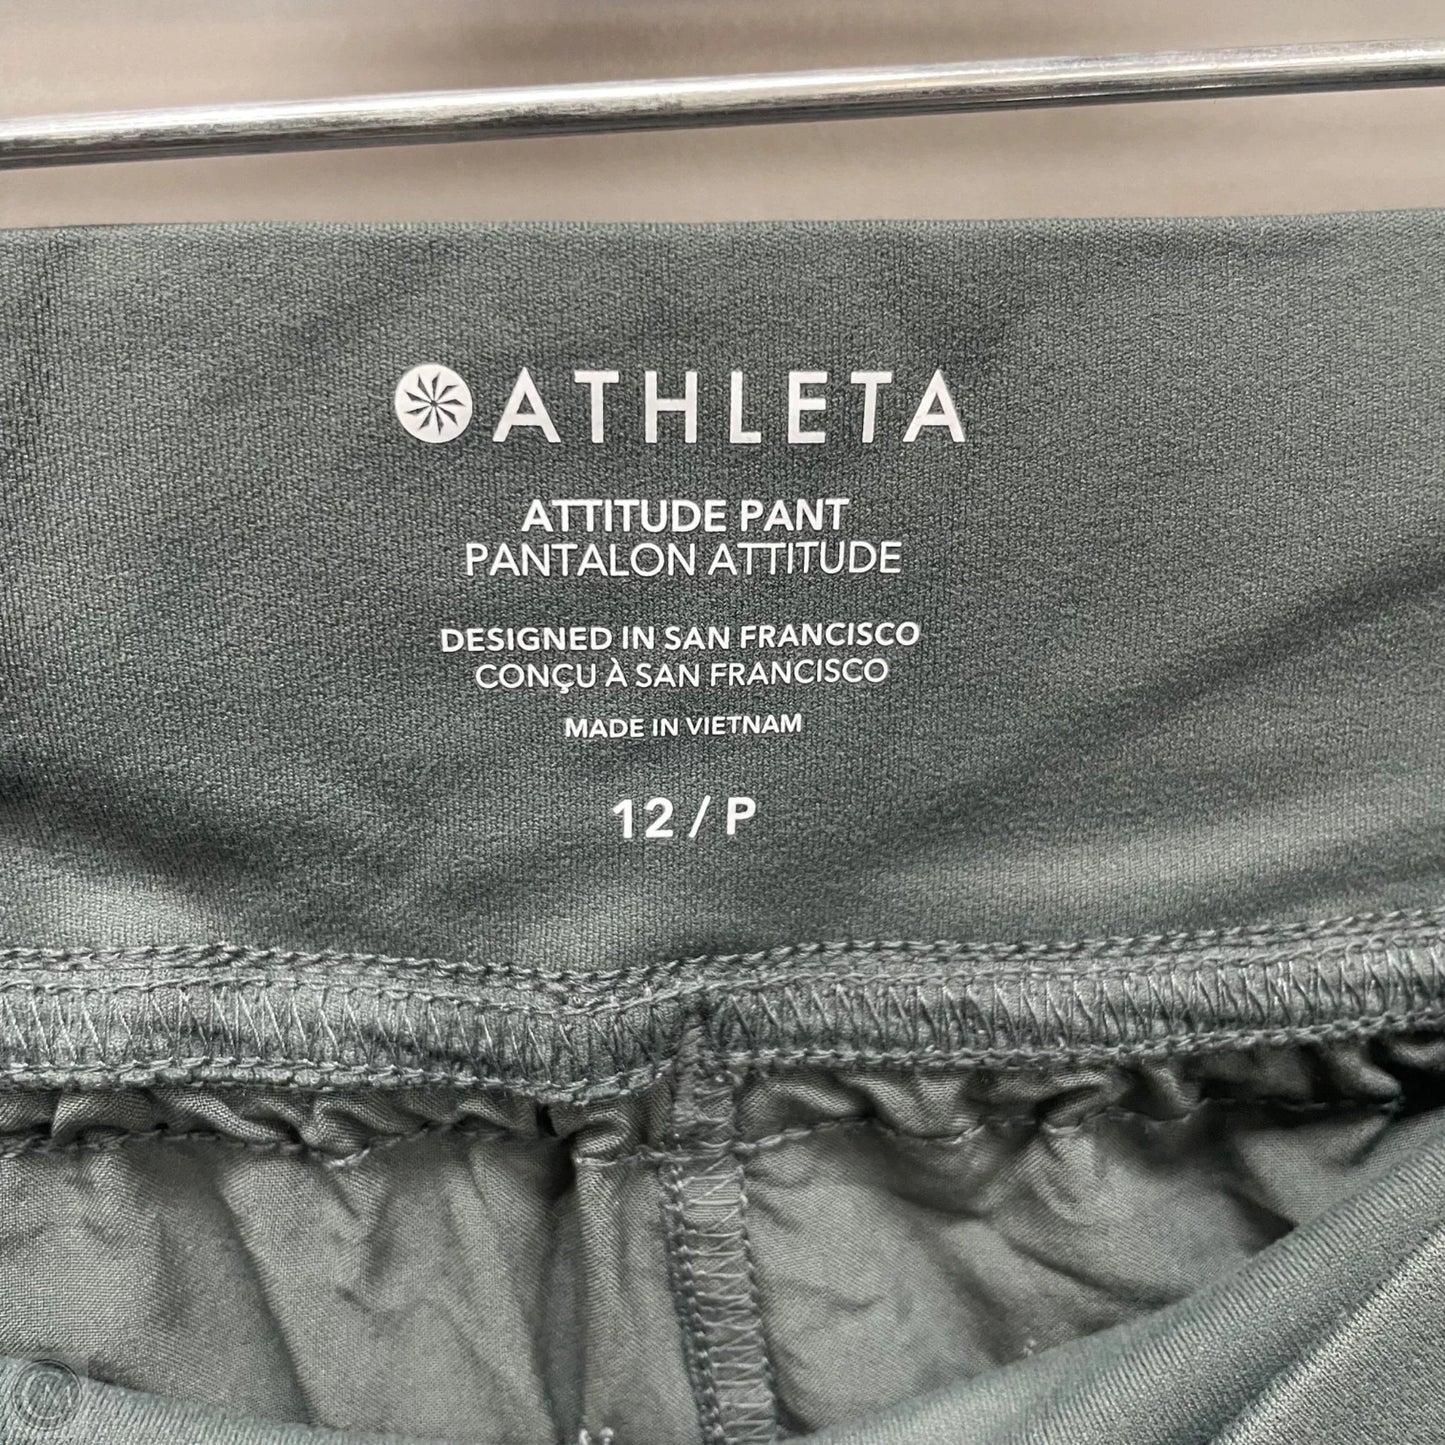 ATHLETA
ATTITUDE PANT
PANTALON ATTITUDE
DESIGNED IN SAN FRANCISCO
CONÇU À SAN FRANCISCO
MADE IN VIETNAM
12 / P